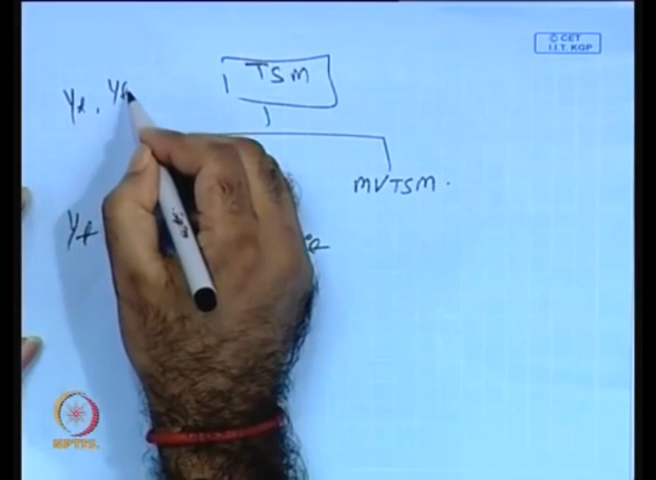 © CET
I.I.T. KGP
TSM
Yt, Yt
MVTSM.
Yt
NPTEL